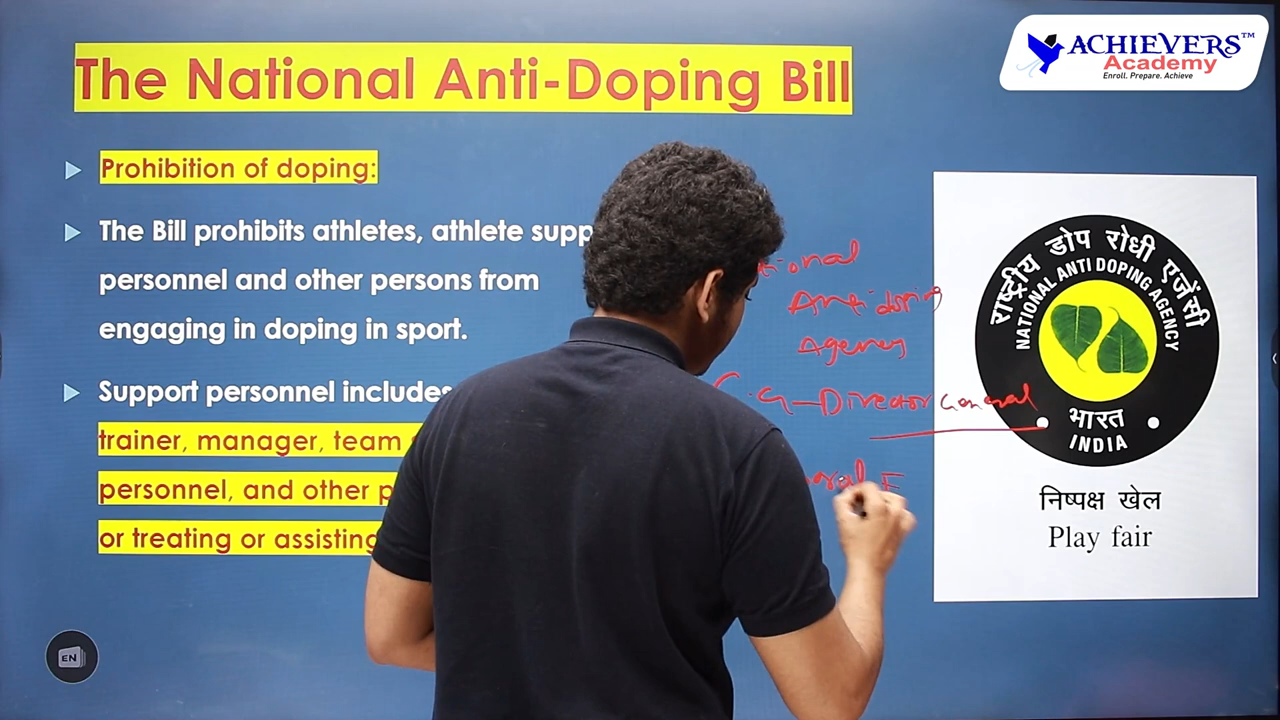 The National Anti-Doping Bill
ACHIEVERS™
Academy
Enroll. Prepare. Achieve
Prohibition of doping:
The Bill prohibits athletes, athlete supp
personnel and other persons from
engaging in doping in sport.
Support personnel includes
trainer, manager, team
personnel, and other p
or treating or assisting
tional
Anti doping
Agency
G-Director General
राष्ट्रीय डोप रोधी एजेंसी
NATIONAL ANTI DOPING AGENCY
भारत
INDIA
निष्पक्ष खेल
Play fair
EN